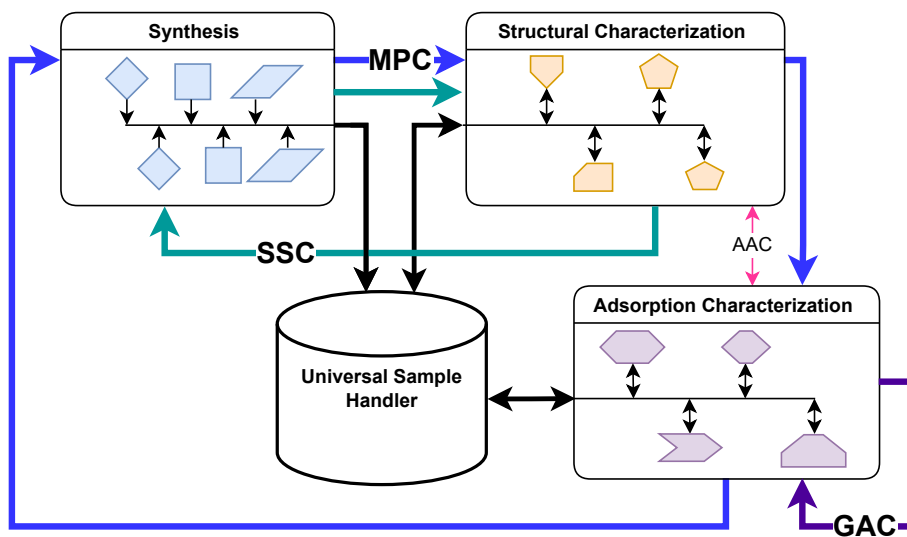 Synthesis
MPC
Structural Characterization
SSC
AAC
Adsorption Characterization
Universal Sample
Handler
GAC